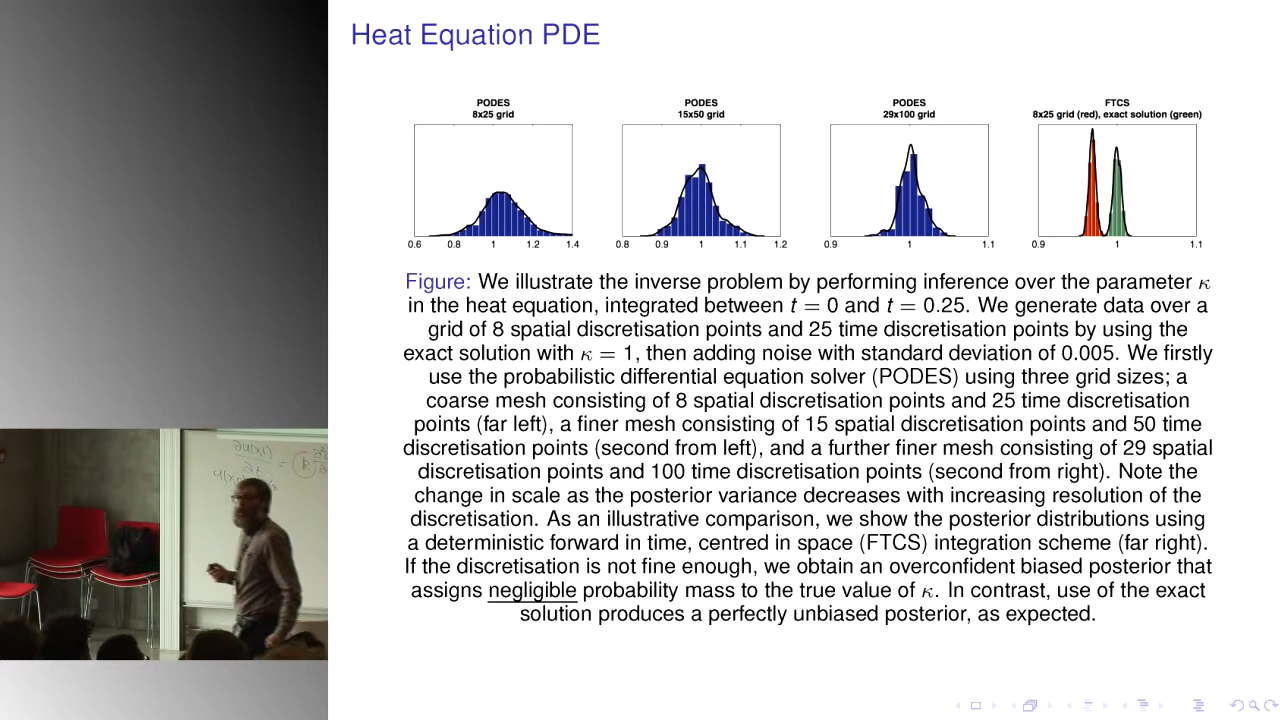 Heat Equation PDE
PODES
8x25 grid
PODES
15x50 grid
PODES
29x100 grid
FTCS
8x25 grid (red), exact solution (green)
0.6 0.8 1 1.2 1.4
0.8 0.9 1 1.1 1.2
0.9 1 1.1
0.9 1 1.1
Figure: We illustrate the inverse problem by performing inference over the parameter κ
in the heat equation, integrated between t = 0 and t = 0.25. We generate data over a
grid of 8 spatial discretisation points and 25 time discretisation points by using the
exact solution with κ = 1, then adding noise with standard deviation of 0.005. We firstly
use the probabilistic differential equation solver (PODES) using three grid sizes; a
coarse mesh consisting of 8 spatial discretisation points and 25 time discretisation
points (far left), a finer mesh consisting of 15 spatial discretisation points and 50 time
discretisation points (second from left), and a further finer mesh consisting of 29 spatial
discretisation points and 100 time discretisation points (second from right). Note the
change in scale as the posterior variance decreases with increasing resolution of the
discretisation. As an illustrative comparison, we show the posterior distributions using
a deterministic forward in time, centred in space (FTCS) integration scheme (far right).
If the discretisation is not fine enough, we obtain an overconfident biased posterior that
assigns negligible probability mass to the true value of κ. In contrast, use of the exact
solution produces a perfectly unbiased posterior, as expected.